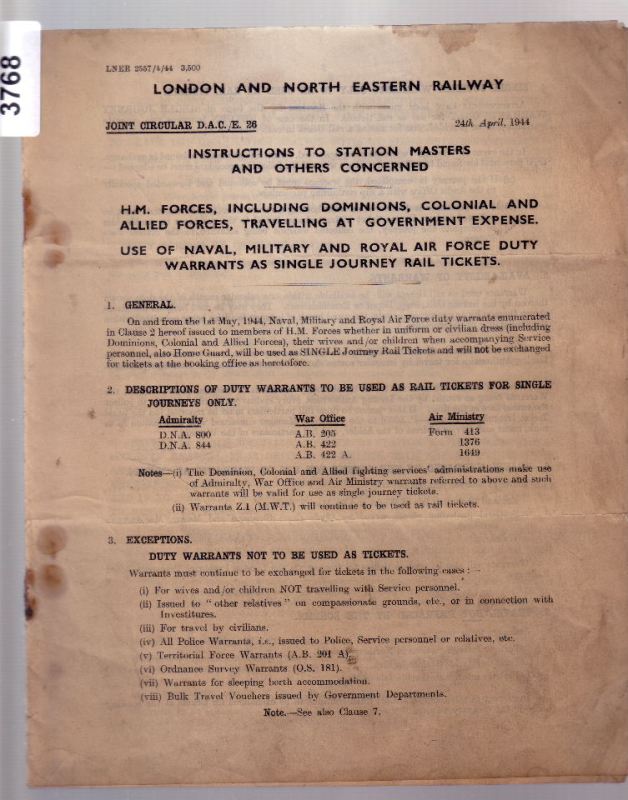 3768
LNER 2557/4/44 3,500
LONDON AND NORTH EASTERN RAILWAY
JOINT CIRCULAR D.A.C./E. 26
24th April, 1944
INSTRUCTIONS TO STATION MASTERS
AND OTHERS CONCERNED
H.M. FORCES, INCLUDING DOMINIONS, COLONIAL AND
ALLIED FORCES, TRAVELLING AT GOVERNMENT EXPENSE.
USE OF NAVAL, MILITARY AND ROYAL AIR FORCE DUTY
WARRANTS AS SINGLE JOURNEY RAIL TICKETS.
1. GENERAL.
On and from the 1st May, 1944, Naval, Military and Royal Air Force duty warrants enumerated
in Clause 2 hereof issued to members of H.M. Forces whether in uniform or civilian dress (including
Dominions, Colonial and Allied Forces), their wives and/or children when accompanying Service
personnel, also Home Guard, will be used as SINGLE Journey Rail Tickets and will not be exchanged
for tickets at the booking office as heretofore.
2. DESCRIPTIONS OF DUTY WARRANTS TO BE USED AS RAIL TICKETS FOR SINGLE
JOURNEYS ONLY.
Admiralty War Office Air Ministry
D.N.A. 800 A.B. 205 Form 413
D.N.A. 844 A.B. 422 1376
A.B. 422 A. 1649
Notes—(i) The Dominion, Colonial and Allied fighting services' administrations make use
of Admiralty, War Office and Air Ministry warrants referred to above and such
warrants will be valid for use as single journey tickets.
(ii) Warrants Z.1 (M.W.T.) will continue to be used as rail tickets.
3. EXCEPTIONS.
DUTY WARRANTS NOT TO BE USED AS TICKETS.
Warrants must continue to be exchanged for tickets in the following cases :—
(i) For wives and/or children NOT travelling with Service personnel.
(ii) Issued to "other relatives" on compassionate grounds, etc., or in connection with
Investitures.
(iii) For travel by civilians.
(iv) All Police Warrants, i.e., issued to Police, Service personnel or relatives, etc.
(v) Territorial Force Warrants (A.B. 201 A).
(vi) Ordnance Survey Warrants (O.S. 181).
(vii) Warrants for sleeping berth accommodation.
(viii) Bulk Travel Vouchers issued by Government Departments.
Note.—See also Clause 7.